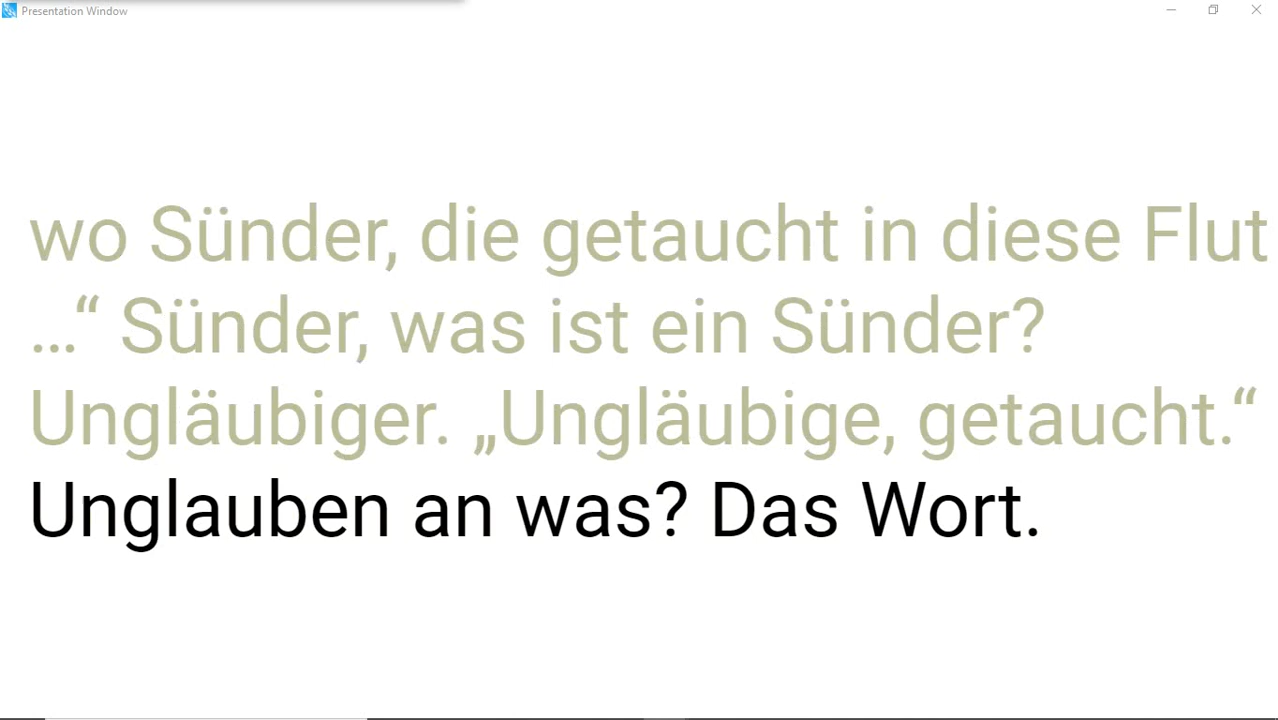 Presentation Window
wo Sünder, die getaucht in diese Flut
…“ Sünder, was ist ein Sünder?
Ungläubiger. „Ungläubige, getaucht.“
Unglauben an was? Das Wort.